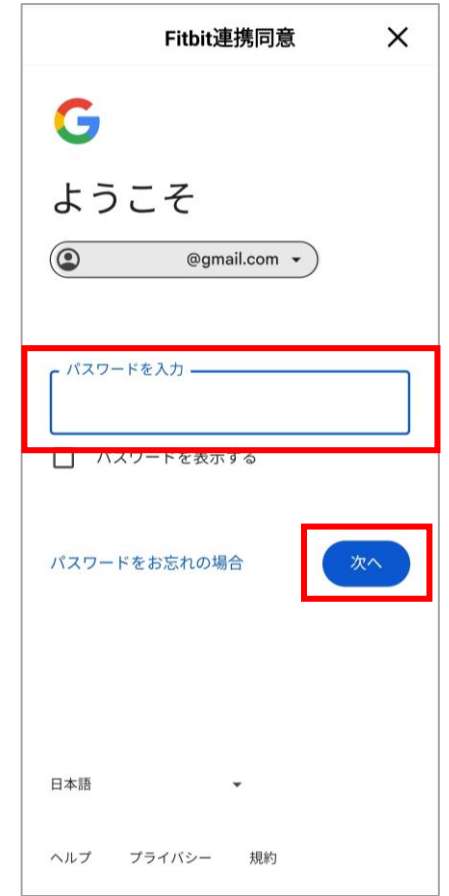 Fitbit連携同意
ようこそ
@gmail.com
パスワードを入力
パスワードを表示する
パスワードをお忘れの場合 次へ
日本語
ヘルプ プライバシー 規約